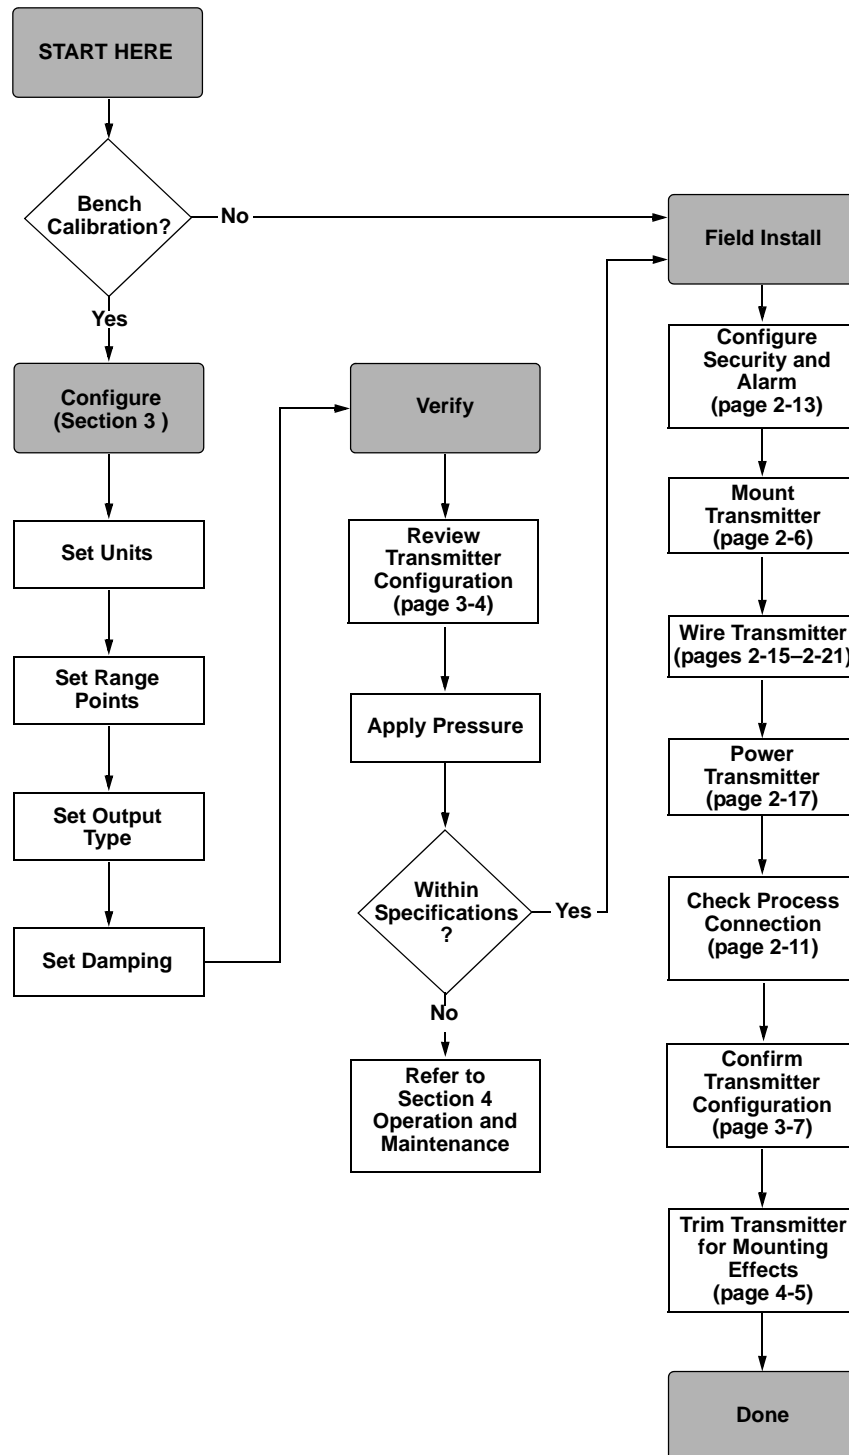 START HERE
Bench
Calibration?
No
Yes
Configure
(Section 3 )
Set Units
Set Range
Points
Set Output
Type
Set Damping
Verify
Review
Transmitter
Configuration
(page 3-4)
Apply Pressure
Within
Specifications
?
Yes
No
Refer to
Section 4
Operation and
Maintenance
Field Install
Configure
Security and
Alarm
(page 2-13)
Mount
Transmitter
(page 2-6)
Wire Transmitter
(pages 2-15–2-21)
Power
Transmitter
(page 2-17)
Check Process
Connection
(page 2-11)
Confirm
Transmitter
Configuration
(page 3-7)
Trim Transmitter
for Mounting
Effects
(page 4-5)
Done